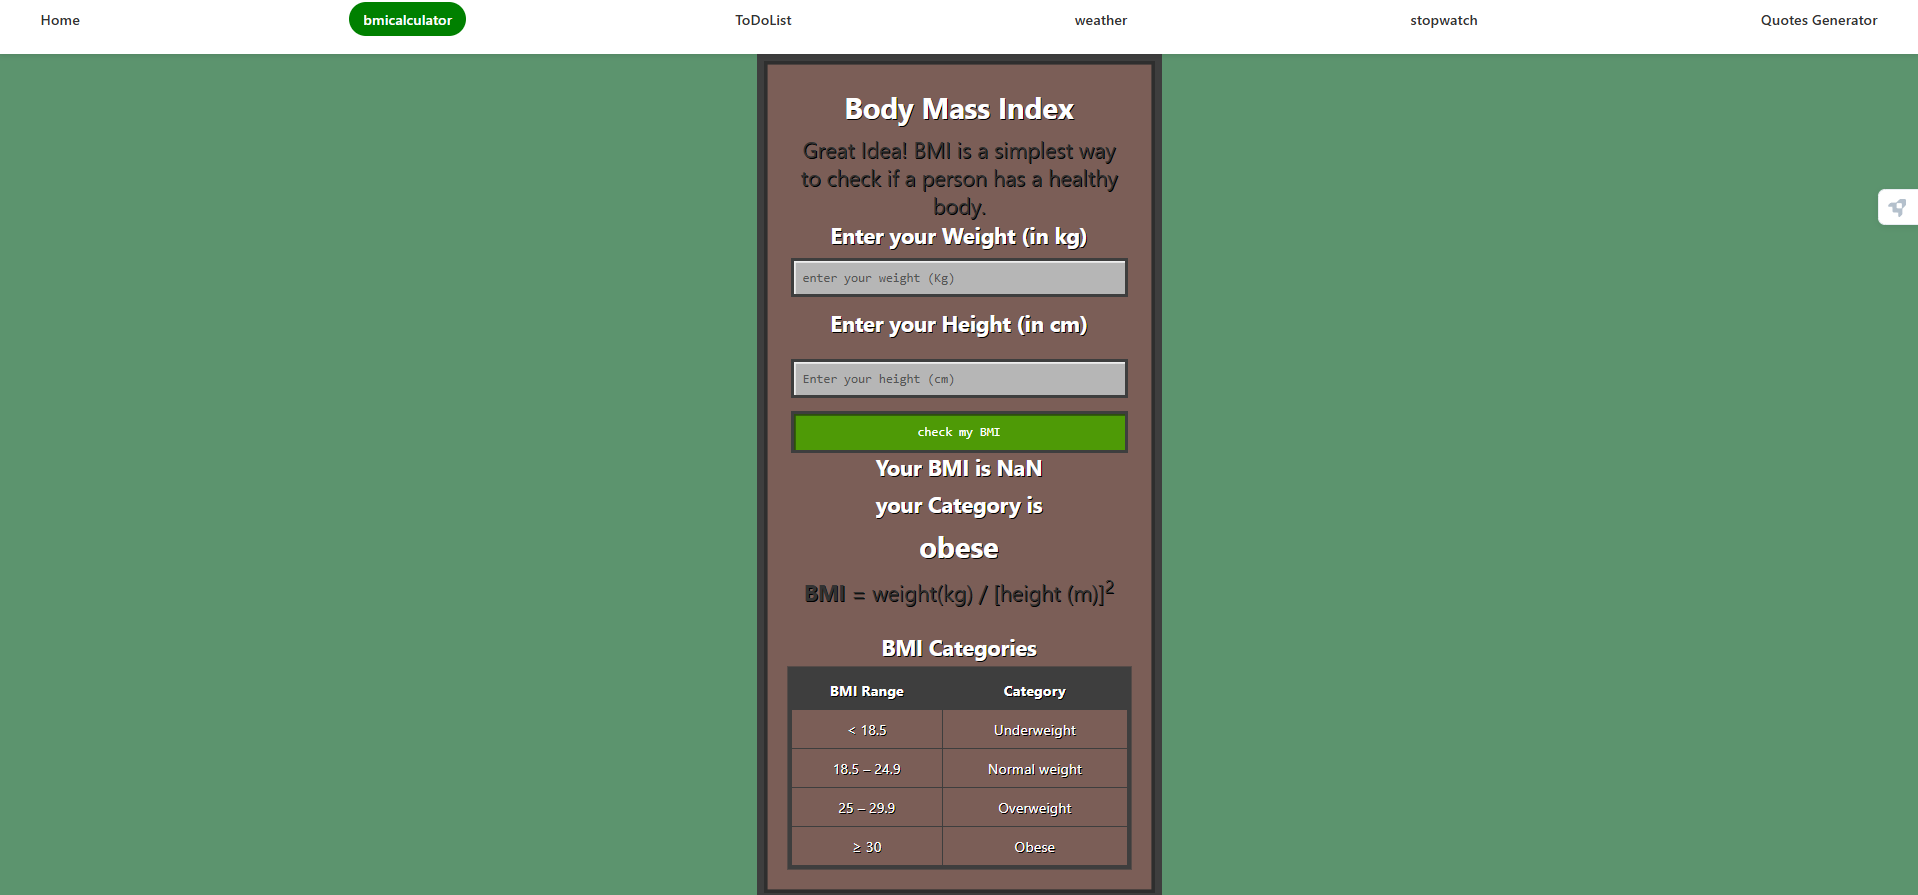 Home bmicalculator ToDoList weather stopwatch Quotes Generator
Body Mass Index
Great Idea! BMI is a simplest way
to check if a person has a healthy
body.
Enter your Weight (in kg)
enter your weight (Kg)
Enter your Height (in cm)
Enter your height (cm)
check my BMI
Your BMI is NaN
your Category is
obese
BMI = weight(kg) / [height (m)]²
BMI Categories
BMI Range Category
< 18.5 Underweight
18.5 – 24.9 Normal weight
25 – 29.9 Overweight
≥ 30 Obese